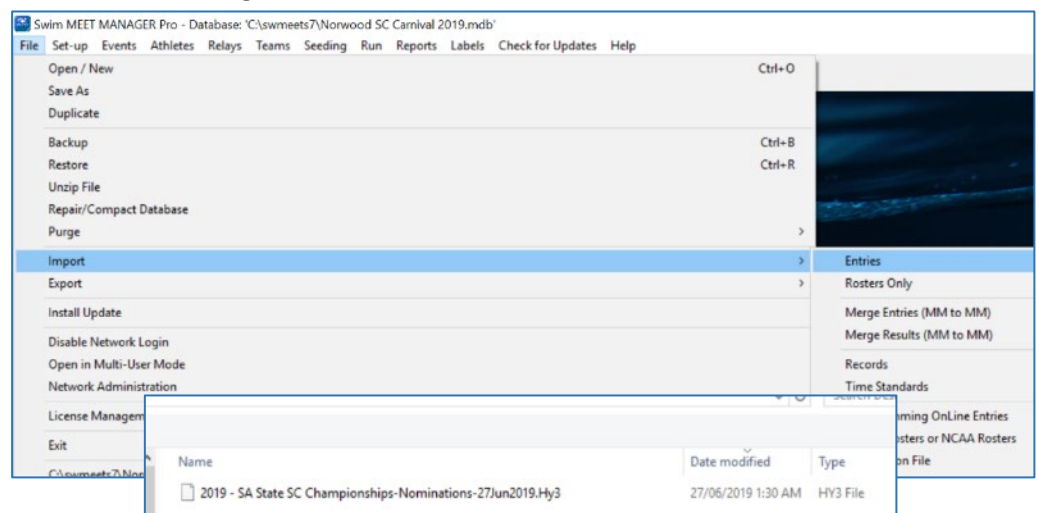 Swim MEET MANAGER Pro - Database: 'C:\swmeets7\Norwood SC Carnival 2019.mdb'
File Set-up Events Athletes Relays Teams Seeding Run Reports Labels Check for Updates Help
Open / New Ctrl+O
Save As
Duplicate
Backup Ctrl+B
Restore Ctrl+R
Unzip File
Repair/Compact Database
Purge >
Import > Entries
Export > Rosters Only
Install Update Merge Entries (MM to MM)
Disable Network Login Merge Results (MM to MM)
Open in Multi-User Mode Records
Network Administration Time Standards
License Managem OnLine Entries
Exit or NCAA Rosters
File
Name Date modified Type
2019 - SA State SC Championships-Nominations-27Jun2019.Hy3 27/06/2019 1:30 AM HY3 File